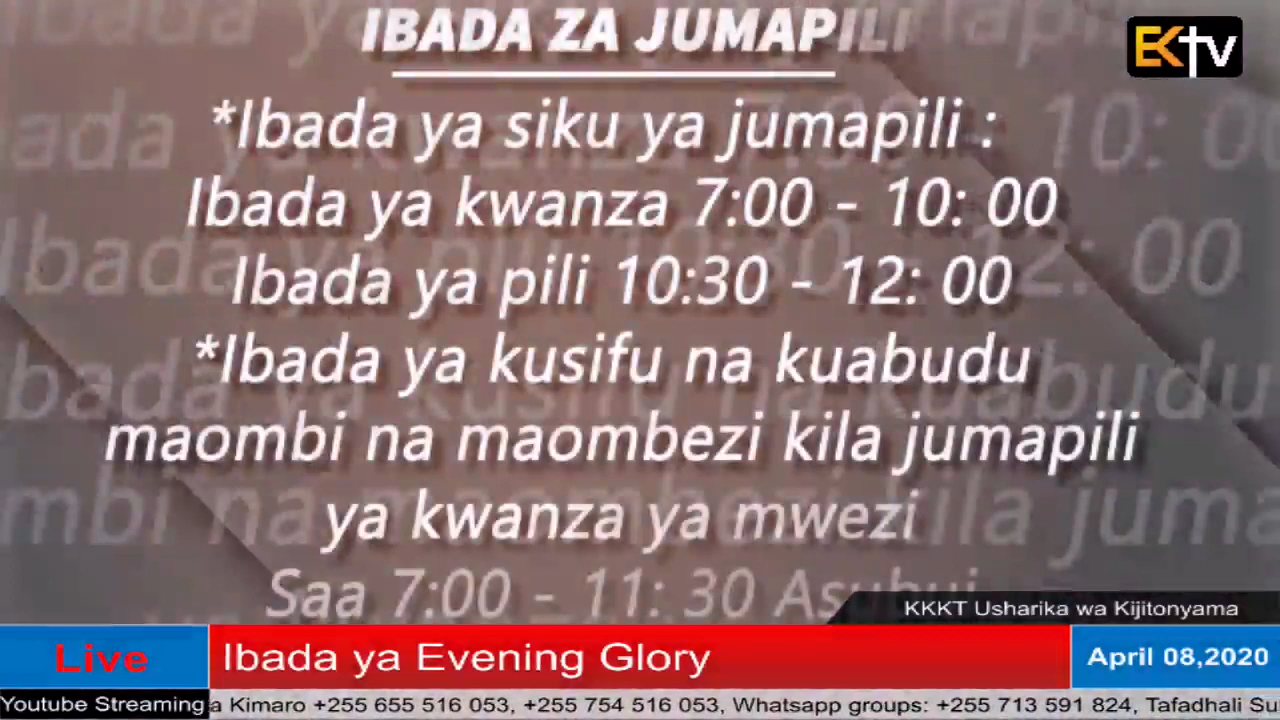 IBADA ZA JUMAPILI
EKTV
*Ibada ya siku ya jumapili :
Ibada ya kwanza 7:00 - 10: 00
Ibada ya pili 10:30 - 12: 00
*Ibada ya kusifu na kuabudu
maombi na maombezi kila jumapili
ya kwanza ya mwezi
Saa 7:00 - 11: 30 Asubuhi
KKKT Usharika wa Kijitonyama
Live
Ibada ya Evening Glory
April 08,2020
Youtube Streaming
a Kimaro +255 655 516 053, +255 754 516 053, Whatsapp groups: +255 713 591 824, Tafadhali Su